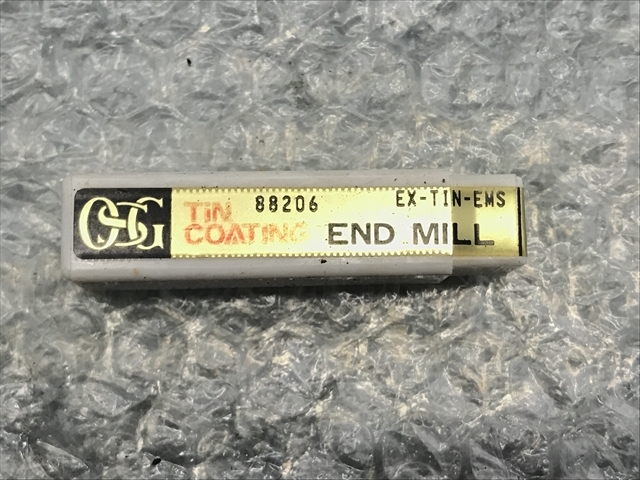 OSG
TiN 88206 EX-TIN-EMS
COATING END MILL